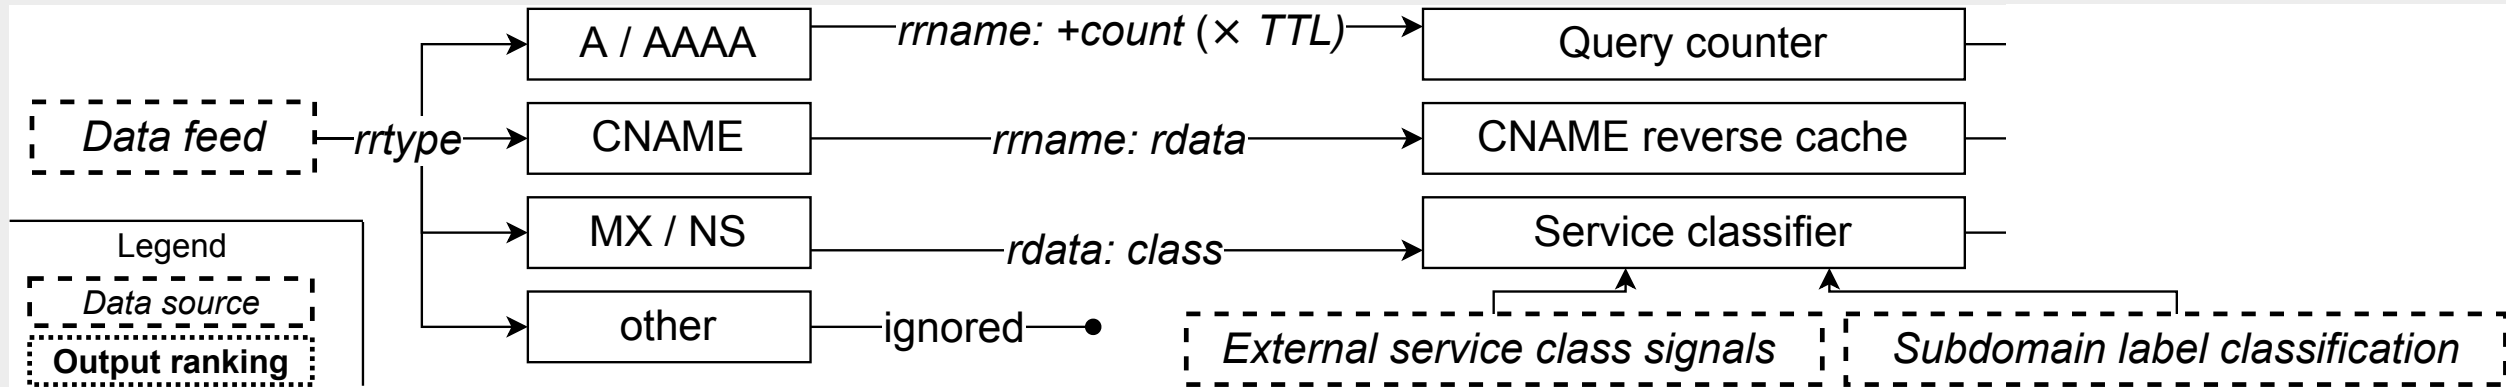 A / AAAA
rrname: +count (× TTL)
Query counter
Data feed
rrtype
CNAME
rrname: rdata
CNAME reverse cache
MX / NS
rdata: class
Service classifier
other
ignored
External service class signals
Subdomain label classification
Legend
Data source
Output ranking